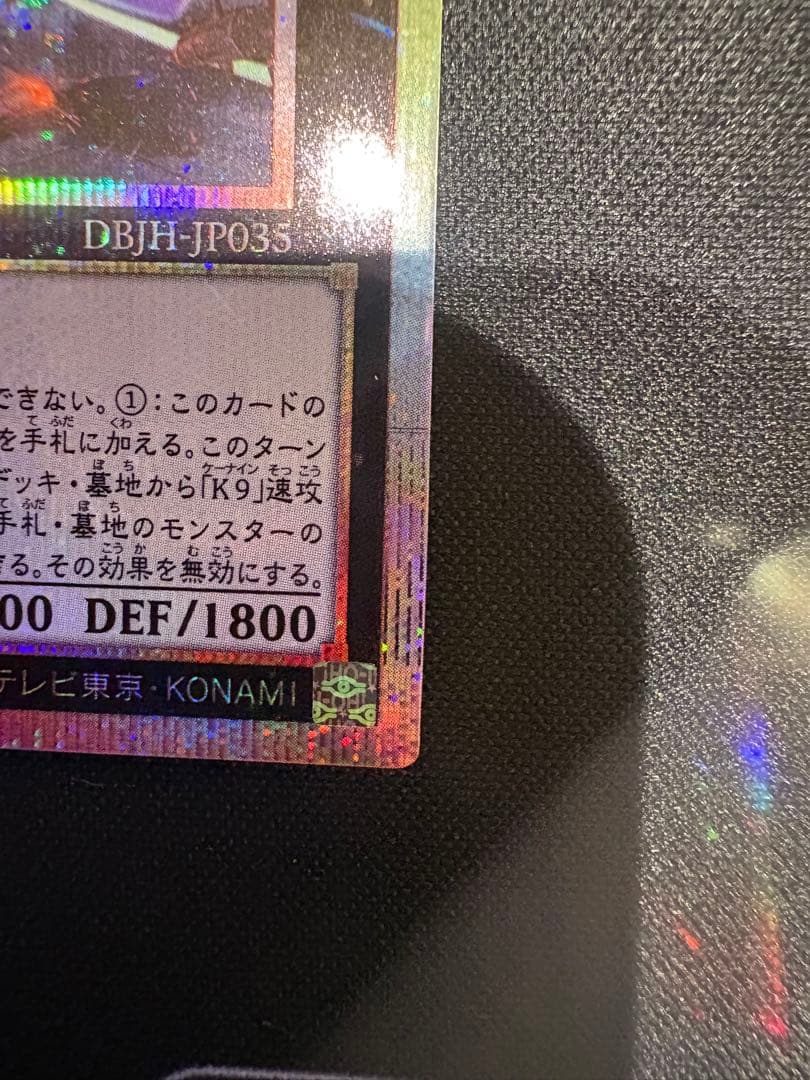 DBJH-JP035
できない。①:このカードの
を手札に加える。このターン
デッキ・墓地から「K9」速攻
手札・墓地のモンスターの
きる。その効果を無効にする。
00 DEF/1800
テレビ東京・KONAMI